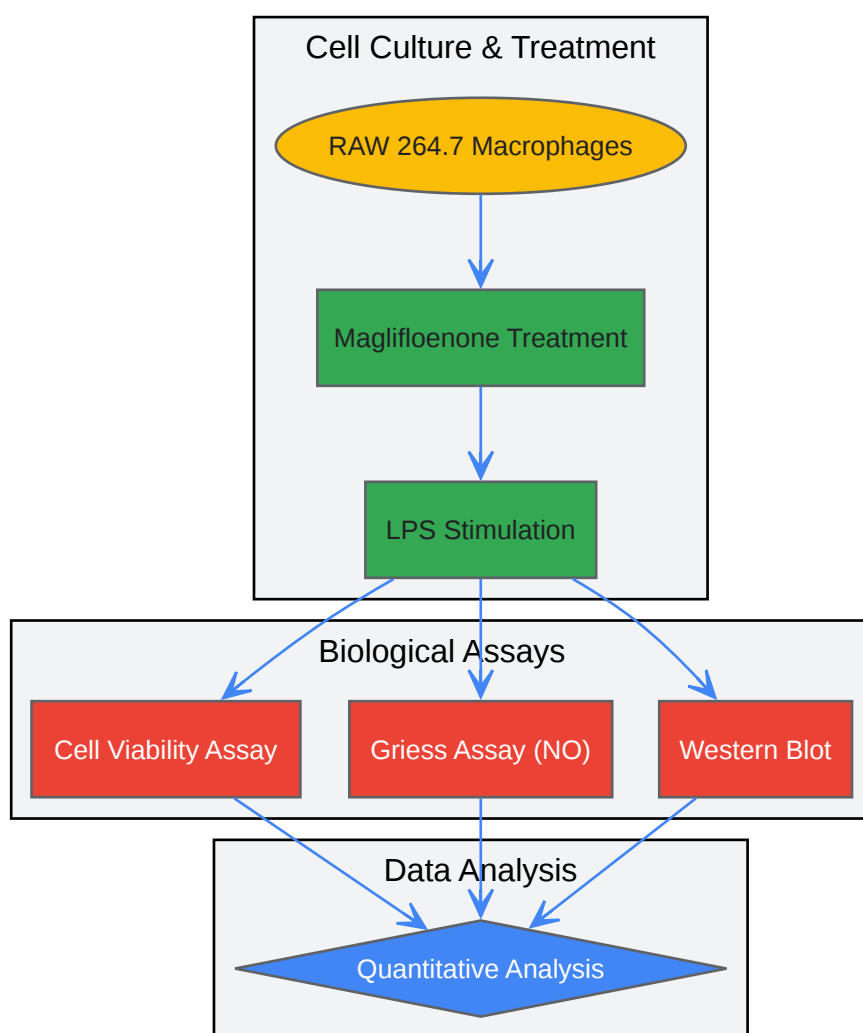 Cell Culture & Treatment
RAW 264.7 Macrophages
Maglifloenone Treatment
LPS Stimulation
Biological Assays
Cell Viability Assay
Griess Assay (NO)
Western Blot
Data Analysis
Quantitative Analysis